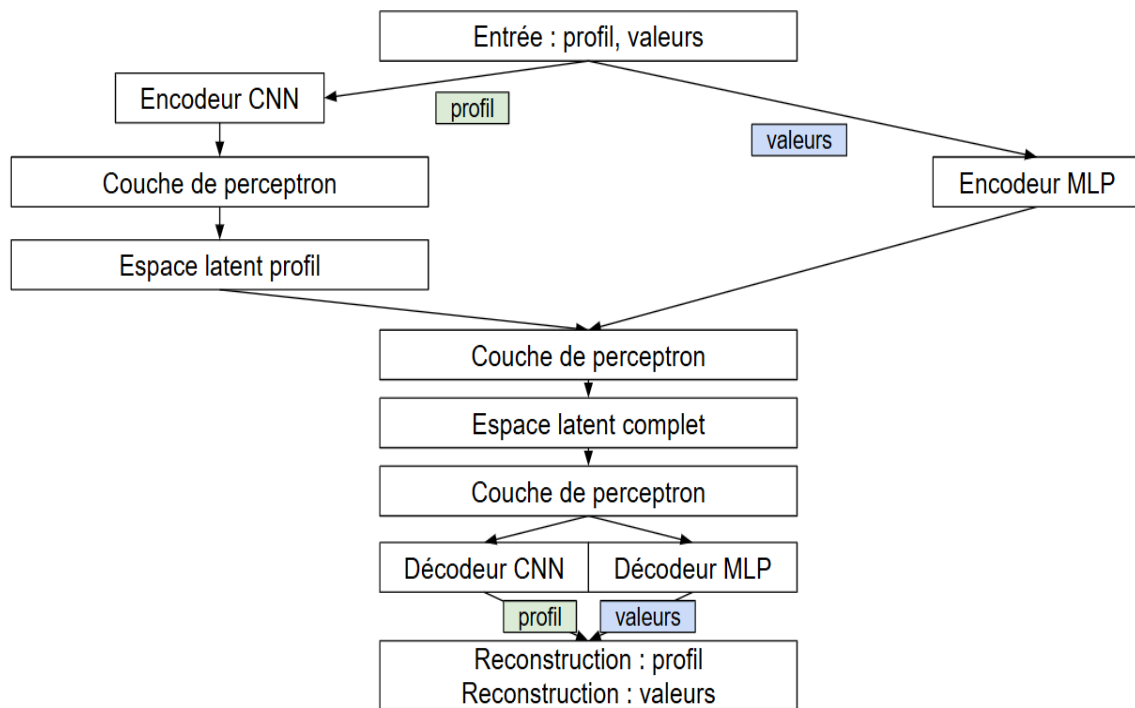 Entrée : profil, valeurs
Encodeur CNN
profil
valeurs
Couche de perceptron
Encodeur MLP
Espace latent profil
Couche de perceptron
Espace latent complet
Couche de perceptron
Décodeur CNN
Décodeur MLP
profil
valeurs
Reconstruction : profil
Reconstruction : valeurs